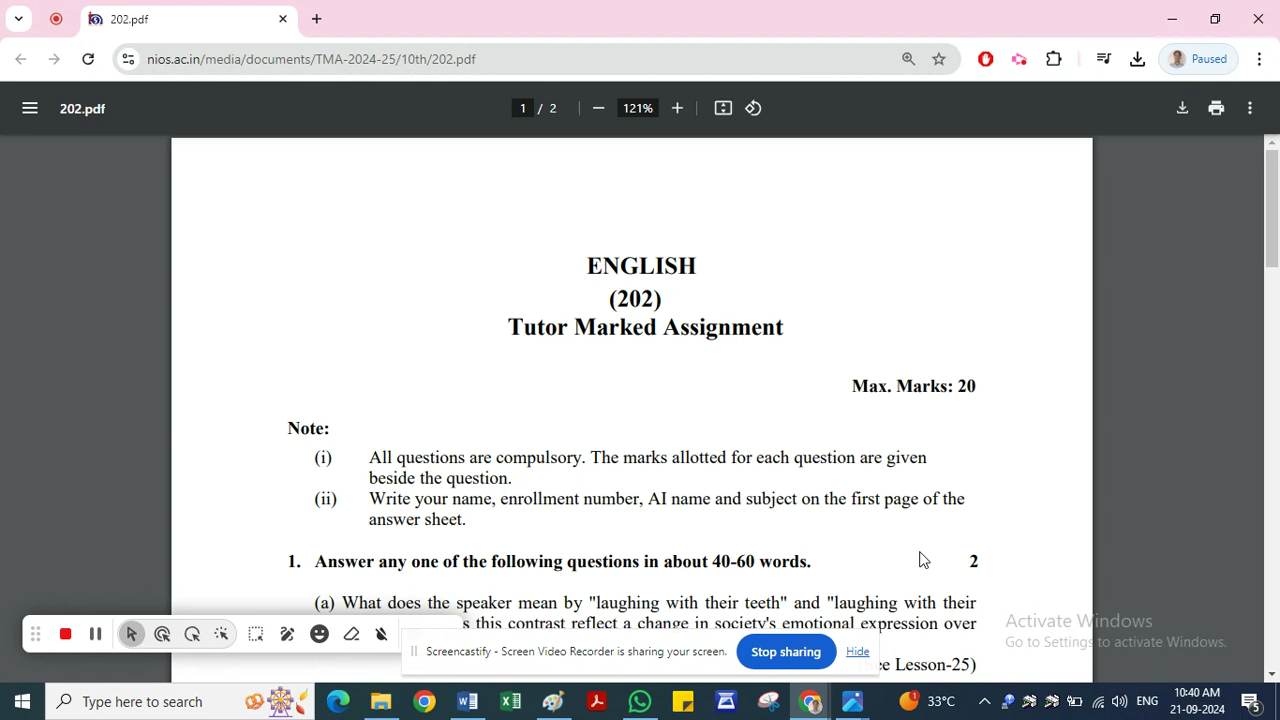 202.pdf
nios.ac.in/media/documents/TMA-2024-25/10th/202.pdf
Paused
202.pdf
1 / 2
121%
ENGLISH
(202)
Tutor Marked Assignment
Max. Marks: 20
Note:
(i) All questions are compulsory. The marks allotted for each question are given
beside the question.
(ii) Write your name, enrollment number, AI name and subject on the first page of the
answer sheet.
1. Answer any one of the following questions in about 40-60 words. 2
(a) What does the speaker mean by "laughing with their teeth" and "laughing with their
this contrast reflect a change in society's emotional expression over
Lesson-25)
Activate Windows
Go to Settings to activate Windows.
Screencastify - Screen Video Recorder is sharing your screen.
Stop sharing
Hide
Type here to search
33°C
ENG
10:40 AM
21-09-2024
5